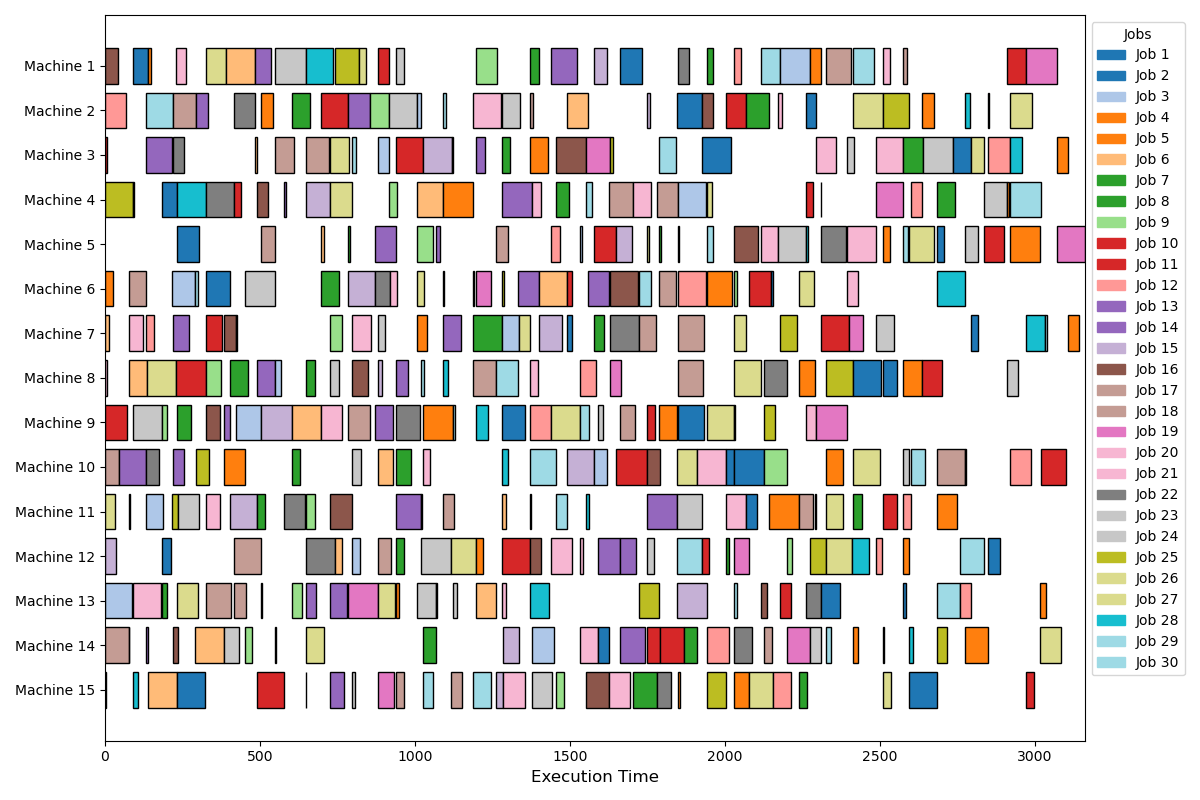 Machine 1
Machine 2
Machine 3
Machine 4
Machine 5
Machine 6
Machine 7
Machine 8
Machine 9
Machine 10
Machine 11
Machine 12
Machine 13
Machine 14
Machine 15
0 500 1000 1500 2000 2500 3000
Execution Time
Jobs
Job 1
Job 2
Job 3
Job 4
Job 5
Job 6
Job 7
Job 8
Job 9
Job 10
Job 11
Job 12
Job 13
Job 14
Job 15
Job 16
Job 17
Job 18
Job 19
Job 20
Job 21
Job 22
Job 23
Job 24
Job 25
Job 26
Job 27
Job 28
Job 29
Job 30